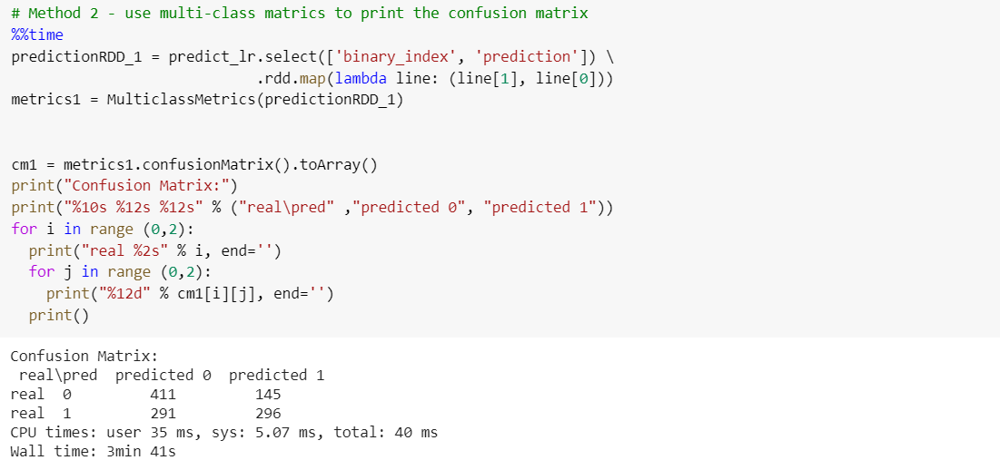 # Method 2 - use multi-class matrics to print the confusion matrix
%%time
predictionRDD_1 = predict_lr.select(['binary_index', 'prediction']) \
                            .rdd.map(lambda line: (line[1], line[0]))
metrics1 = MulticlassMetrics(predictionRDD_1)
cm1 = metrics1.confusionMatrix().toArray()
print("Confusion Matrix:")
print("%10s %12s %12s" % ("real\pred" ,"predicted 0", "predicted 1"))
for i in range (0,2):
  print("real %2s" % i, end='')
  for j in range (0,2):
    print("%12d" % cm1[i][j], end='')
  print()
Confusion Matrix:
 real\pred  predicted 0  predicted 1
real  0         411         145
real  1         291         296
CPU times: user 35 ms, sys: 5.07 ms, total: 40 ms
Wall time: 3min 41s